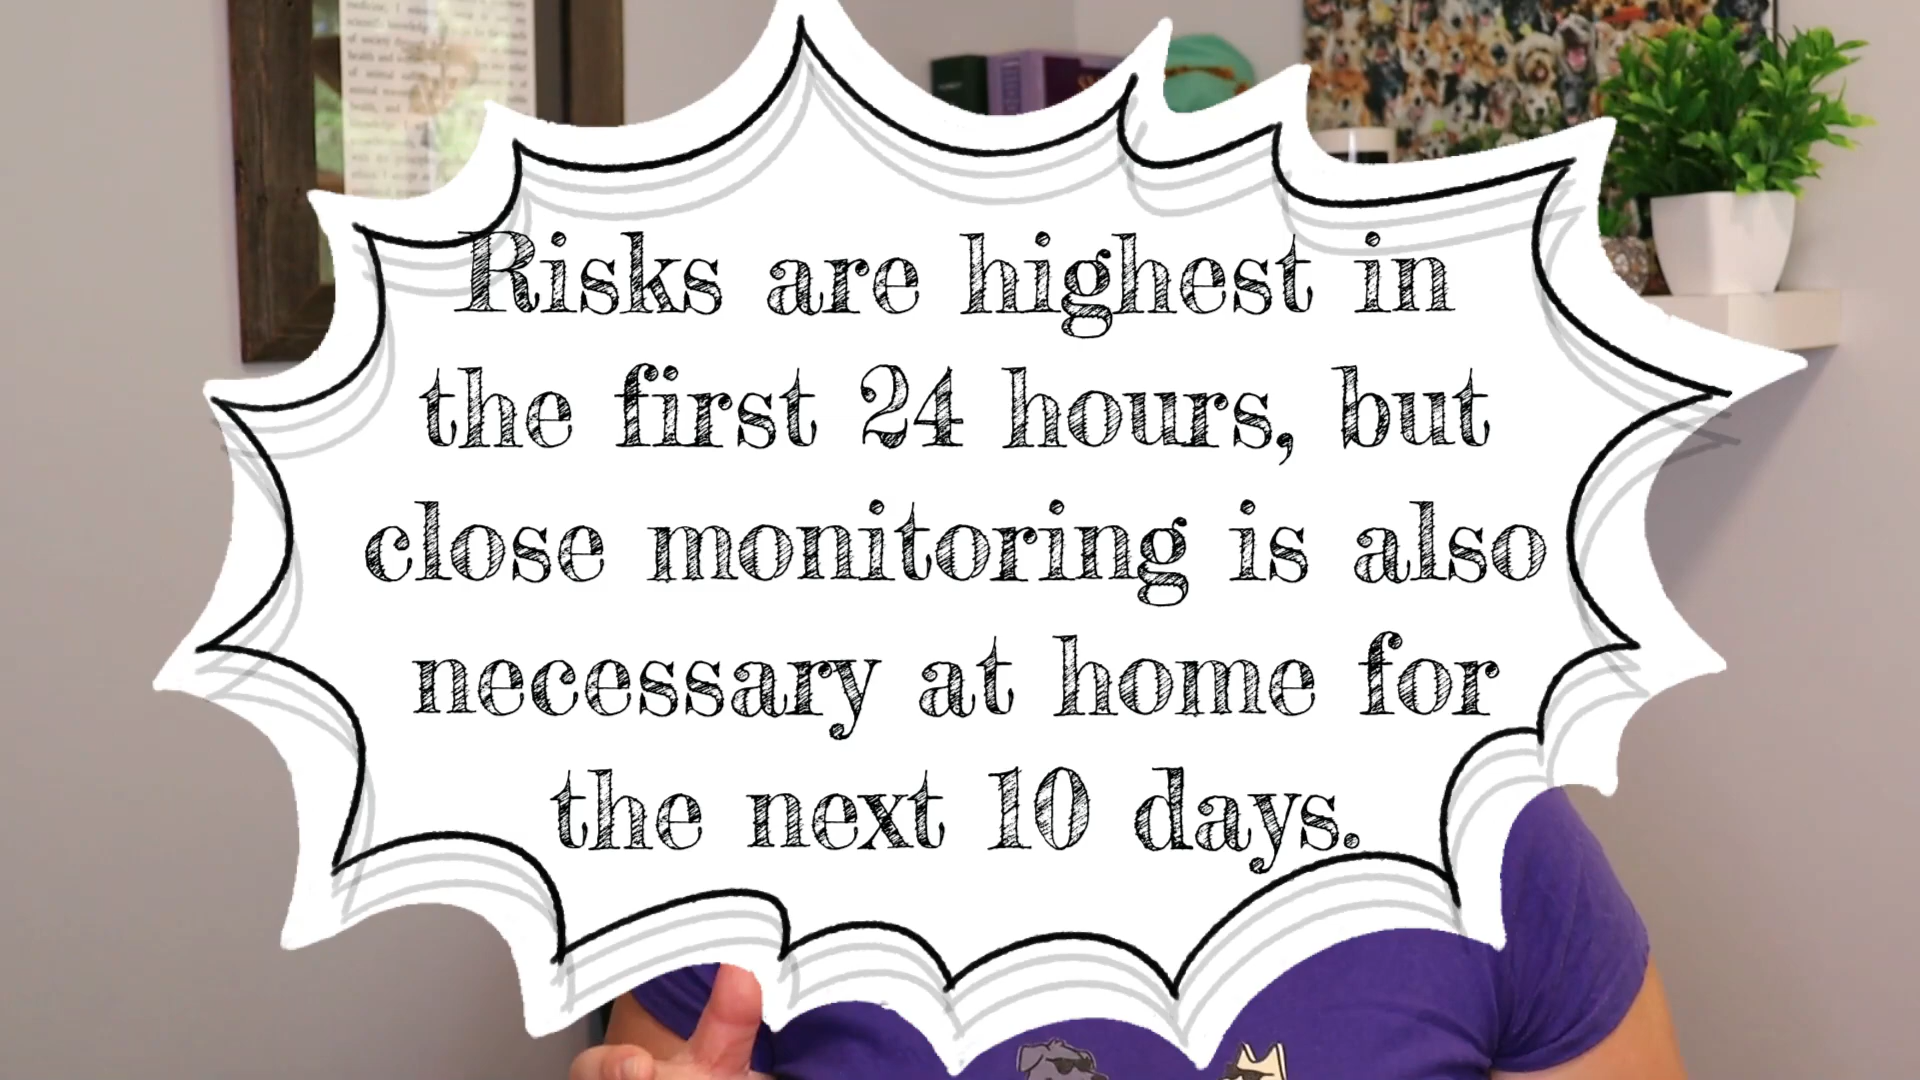 Risks are highest in
the first 24 hours, but
close monitoring is also
necessary at home for
the next 10 days.